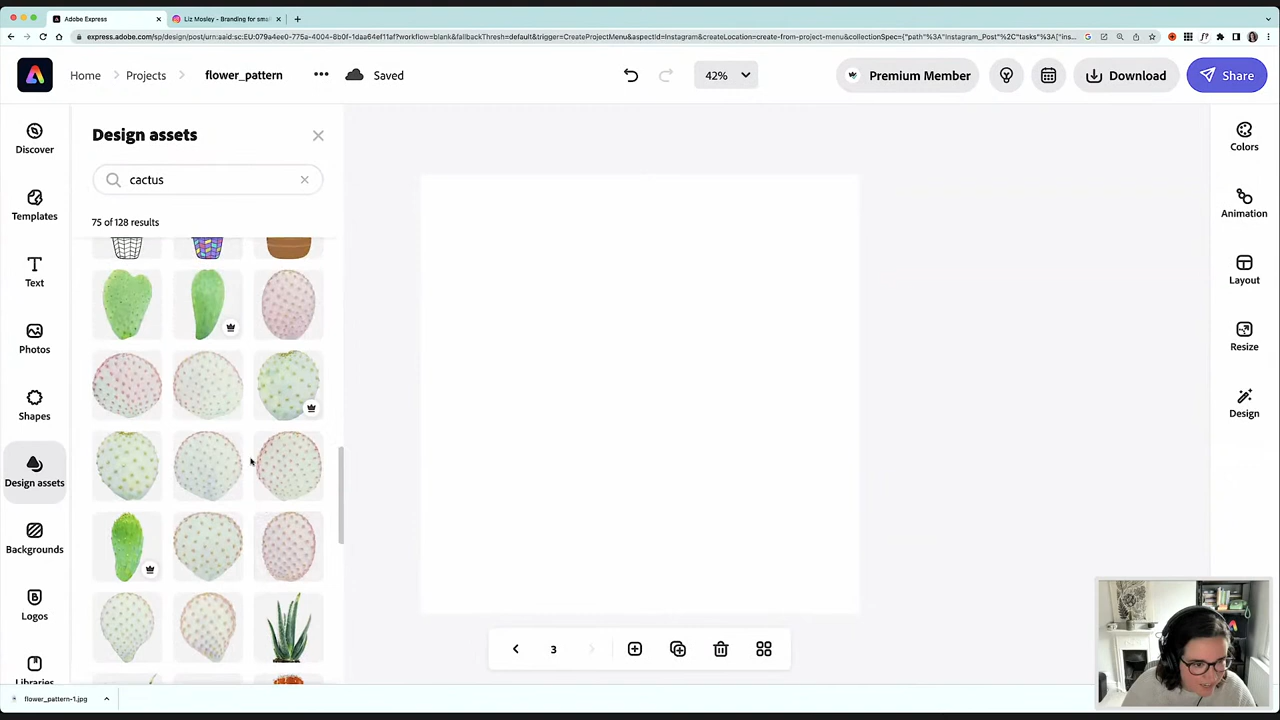 Adobe Express
Liz Mosley - Branding for smal
express.adobe.com/sp/design/post/urn:aaid:sc:EU:079a4ee0-775a-4004-8b0f-1daa64ef11af?workflow=blank&fallbackThresh=default&trigger=CreateProjectMenu&aspectId=Instagram_Post&createLocation=create-from-project-menu&collectionSpec={"path"%3A"Instagram_Post"%2C"tasks"%3A["ins...
Home
Projects
flower_pattern
Saved
42%
Premium Member
Download
Share
Discover
Templates
Text
Photos
Shapes
Design assets
Backgrounds
Logos
Libraries
Design assets
cactus
75 of 128 results
3
Colors
Animation
Layout
Resize
Design
flower_pattern-1.jpg